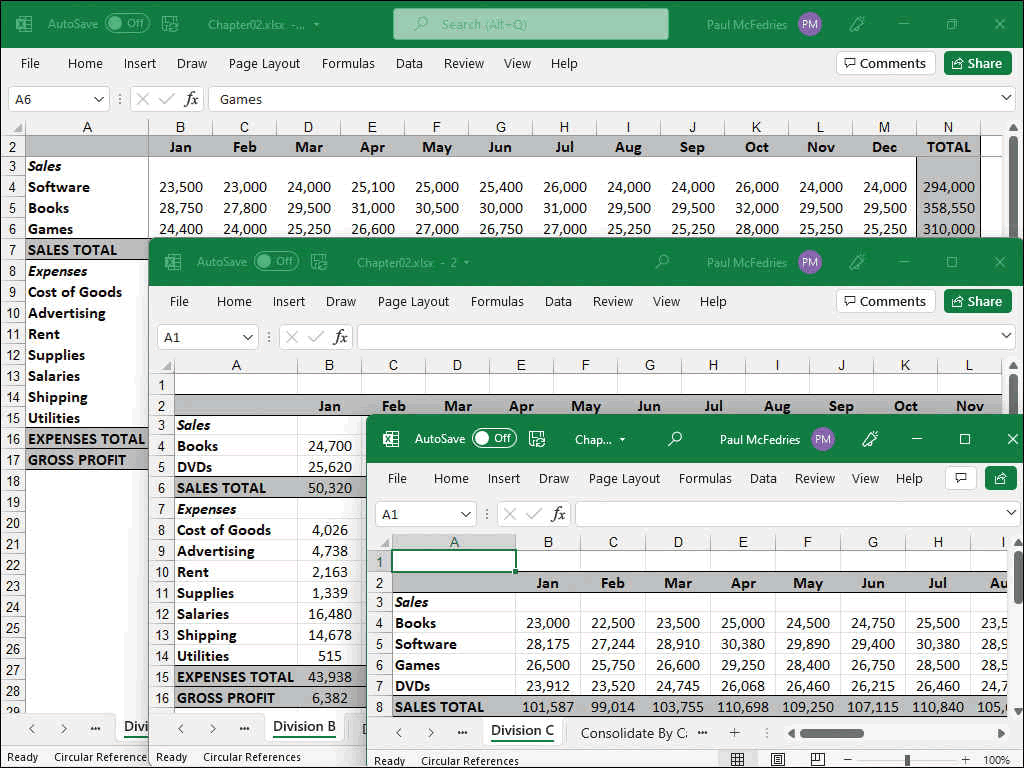 AutoSave Off Chapter02.xlsx -... Search (Alt+Q) Paul McFedries PM
File Home Insert Draw Page Layout Formulas Data Review View Help Comments Share
A6 fx Games
A B C D E F G H I J K L M N
2 Jan Feb Mar Apr May Jun Jul Aug Sep Oct Nov Dec TOTAL
3 Sales
4 Software 23,500 23,000 24,000 25,100 25,000 25,400 26,000 24,000 24,000 26,000 24,000 24,000 294,000
5 Books 28,750 27,800 29,500 31,000 30,500 30,000 31,000 29,500 29,500 32,000 29,500 29,500 358,550
6 Games 24,400 24,000 25,250 26,600 27,000 26,750 27,000 25,250 25,250 28,000 25,250 25,250 310,000
7 SALES TOTAL
8 Expenses
9 Cost of Goods
10 Advertising
11 Rent
12 Supplies
13 Salaries
14 Shipping
15 Utilities
16 EXPENSES TOTAL
17 GROSS PROFIT
18
19
20
21
22
23
24
25
26
27
28
29
... Divi
Ready Circular Reference
AutoSave Off Chapter02.xlsx - 2 Paul McFedries PM
File Home Insert Draw Page Layout Formulas Data Review View Help Comments Share
A1 fx
A B C D E F G H I J K L
1
2 Jan Feb Mar Apr May Jun Jul Aug Sep Oct Nov
3 Sales
4 Books 24,700
5 DVDs 25,620
6 SALES TOTAL 50,320
7 Expenses
8 Cost of Goods 4,026
9 Advertising 4,738
10 Rent 2,163
11 Supplies 1,339
12 Salaries 16,480
13 Shipping 14,678
14 Utilities 515
15 EXPENSES TOTAL 43,938
16 GROSS PROFIT 6,382
... Division B
Ready Circular References
AutoSave Off Chap... Paul McFedries PM
File Home Insert Draw Page Layout Formulas Data Review View Help
A1 fx
A B C D E F G H I
1
2 Jan Feb Mar Apr May Jun Jul Au
3 Sales
4 Books 23,000 22,500 23,500 25,000 24,500 24,750 25,500 23,5
5 Software 28,175 27,244 28,910 30,380 29,890 29,400 30,380 28,9
6 Games 26,500 25,750 26,600 29,250 28,400 26,750 28,500 28,5
7 DVDs 23,912 23,520 24,745 26,068 26,460 26,215 26,460 24,7
8 SALES TOTAL 101,587 99,014 103,755 110,698 109,250 107,115 110,840 105,
... Division C Consolidate By Ca ...
Ready Circular References 100%